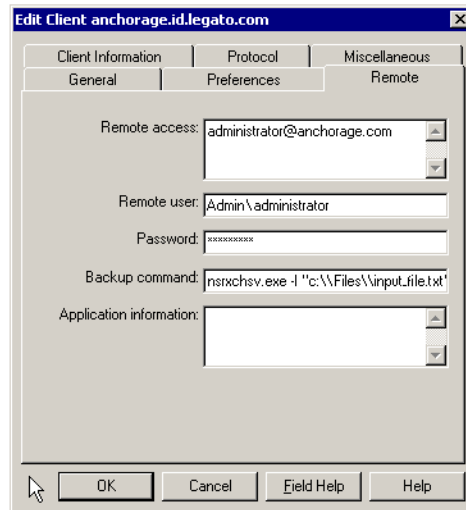 Edit Client anchorage.id.legato.com
Client Information
Protocol
Miscellaneous
General
Preferences
Remote
Remote access: administrator@anchorage.com
Remote user: Admin\administrator
Password: xxxxxxxxx
Backup command: nsrxchsv.exe -I "c:\\Files\\input_file.txt"
Application information:
OK
Cancel
Field Help
Help